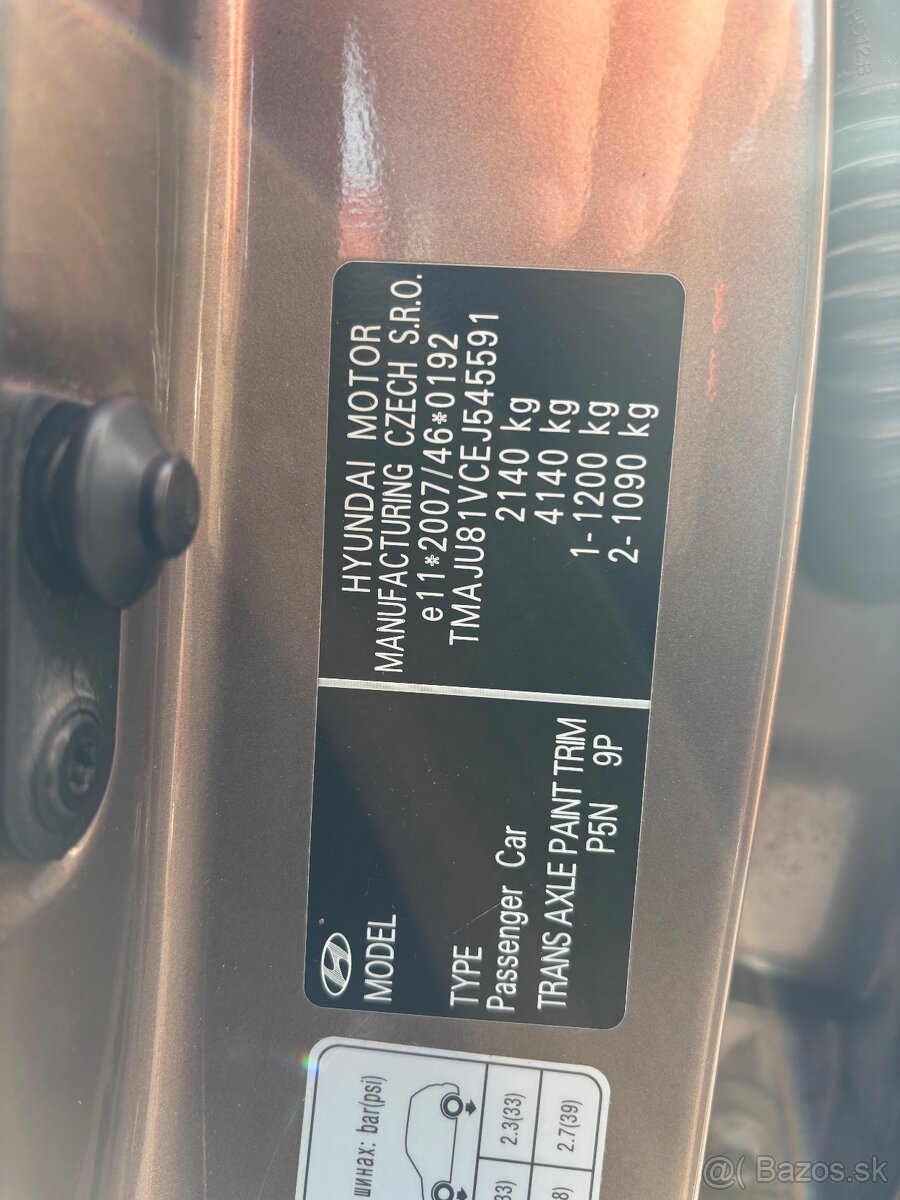 HYUNDAI MOTOR
MANUFACTURING CZECH S.R.O.
e11*2007/46*0192
TMAJU81VCEJ545591
2140 kg
4140 kg
1-1200 kg
2-1090 kg
MODEL
TYPE
Passenger Car
TRANS AXLE PAINT TRIM
P5N 9P
шинах: bar(psi)
2.3(33)
2.7(39)
@( Bazos.sk